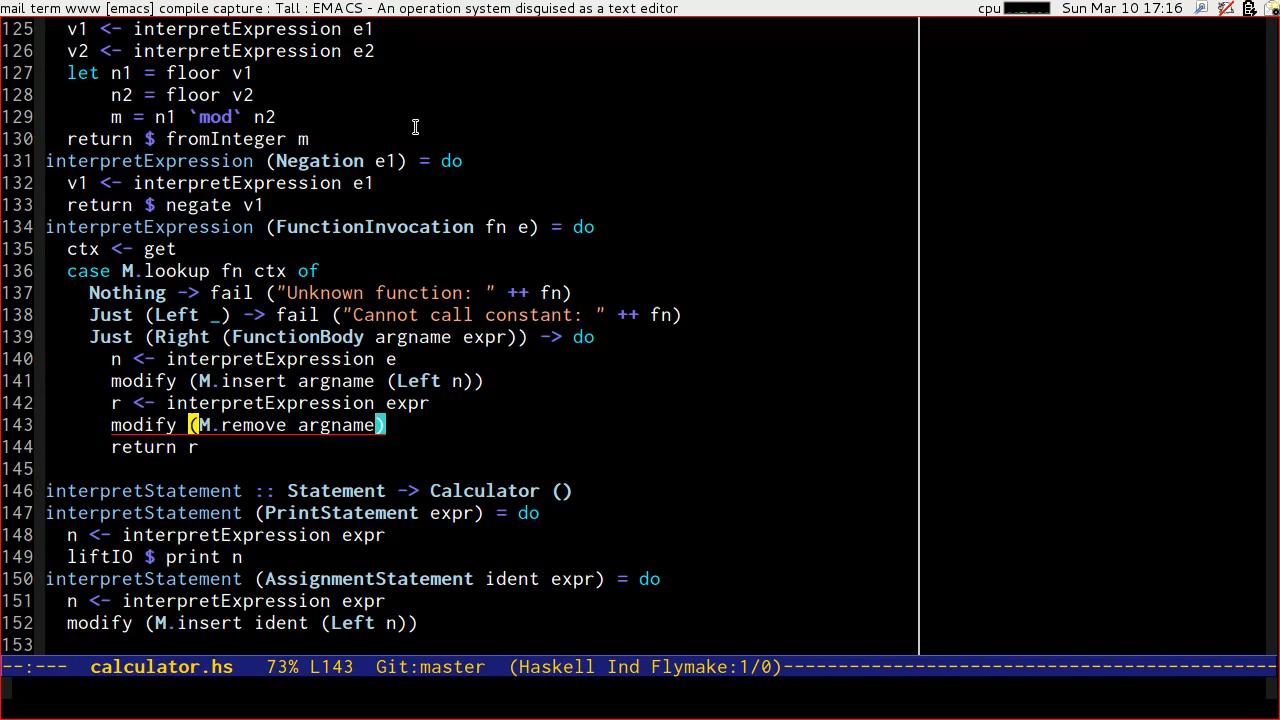 mail term www [emacs] compile capture : Tall : EMACS - An operation system disguised as a text editor cpu Sun Mar 10 17:16
125   v1 <- interpretExpression e1
126   v2 <- interpretExpression e2
127   let n1 = floor v1
128       n2 = floor v2
129       m = n1 `mod` n2
130   return $ fromInteger m
131 interpretExpression (Negation e1) = do
132   v1 <- interpretExpression e1
133   return $ negate v1
134 interpretExpression (FunctionInvocation fn e) = do
135   ctx <- get
136   case M.lookup fn ctx of
137     Nothing -> fail ("Unknown function: " ++ fn)
138     Just (Left _) -> fail ("Cannot call constant: " ++ fn)
139     Just (Right (FunctionBody argname expr)) -> do
140       n <- interpretExpression e
141       modify (M.insert argname (Left n))
142       r <- interpretExpression expr
143       modify (M.remove argname)
144       return r
145
146 interpretStatement :: Statement -> Calculator ()
147 interpretStatement (PrintStatement expr) = do
148   n <- interpretExpression expr
149   liftIO $ print n
150 interpretStatement (AssignmentStatement ident expr) = do
151   n <- interpretExpression expr
152   modify (M.insert ident (Left n))
153
--:---  calculator.hs   73% L143  Git:master  (Haskell Ind Flymake:1/0)---------------------------------------------